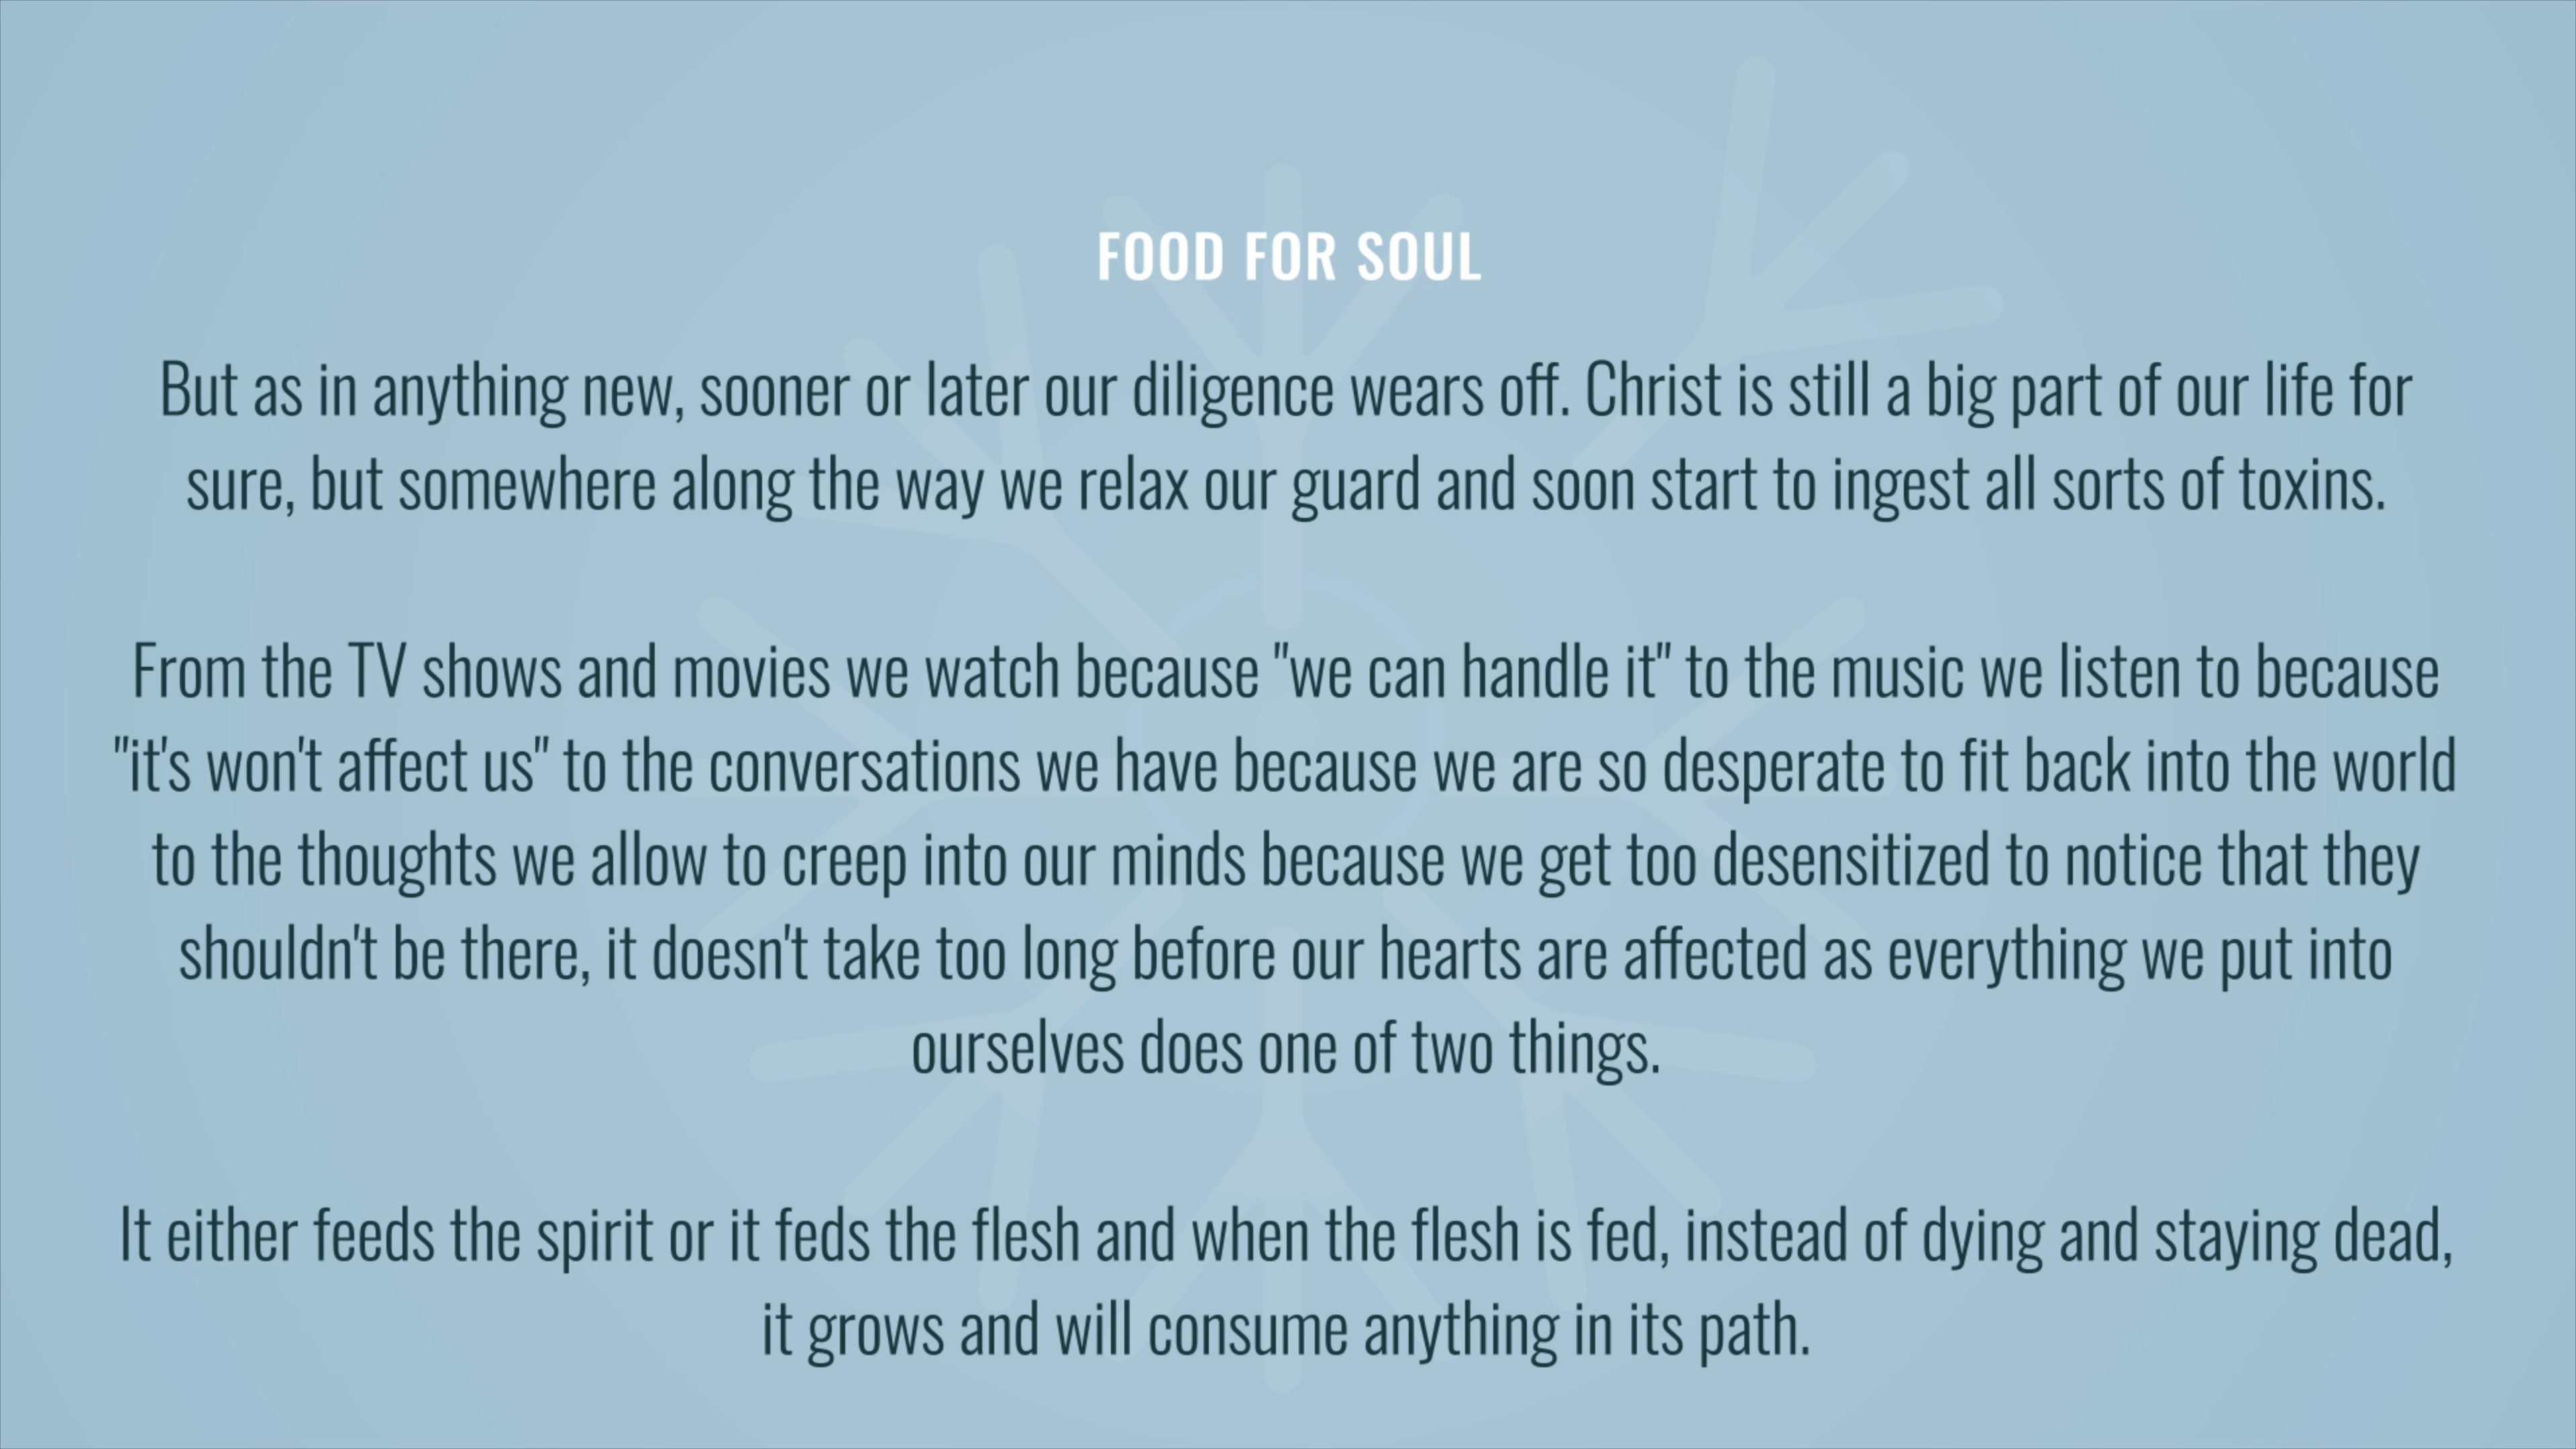 FOOD FOR SOUL
But as in anything new, sooner or later our diligence wears off. Christ is still a big part of our life for
sure, but somewhere along the way we relax our guard and soon start to ingest all sorts of toxins.
From the TV shows and movies we watch because "we can handle it" to the music we listen to because
"it's won't affect us" to the conversations we have because we are so desperate to fit back into the world
to the thoughts we allow to creep into our minds because we get too desensitized to notice that they
shouldn't be there, it doesn't take too long before our hearts are affected as everything we put into
ourselves does one of two things.
It either feeds the spirit or it feds the flesh and when the flesh is fed, instead of dying and staying dead,
it grows and will consume anything in its path.